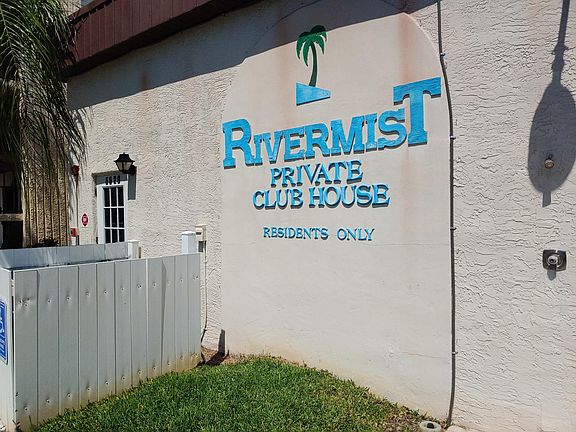 RIVERMIST
PRIVATE
CLUB HOUSE
RESIDENTS ONLY